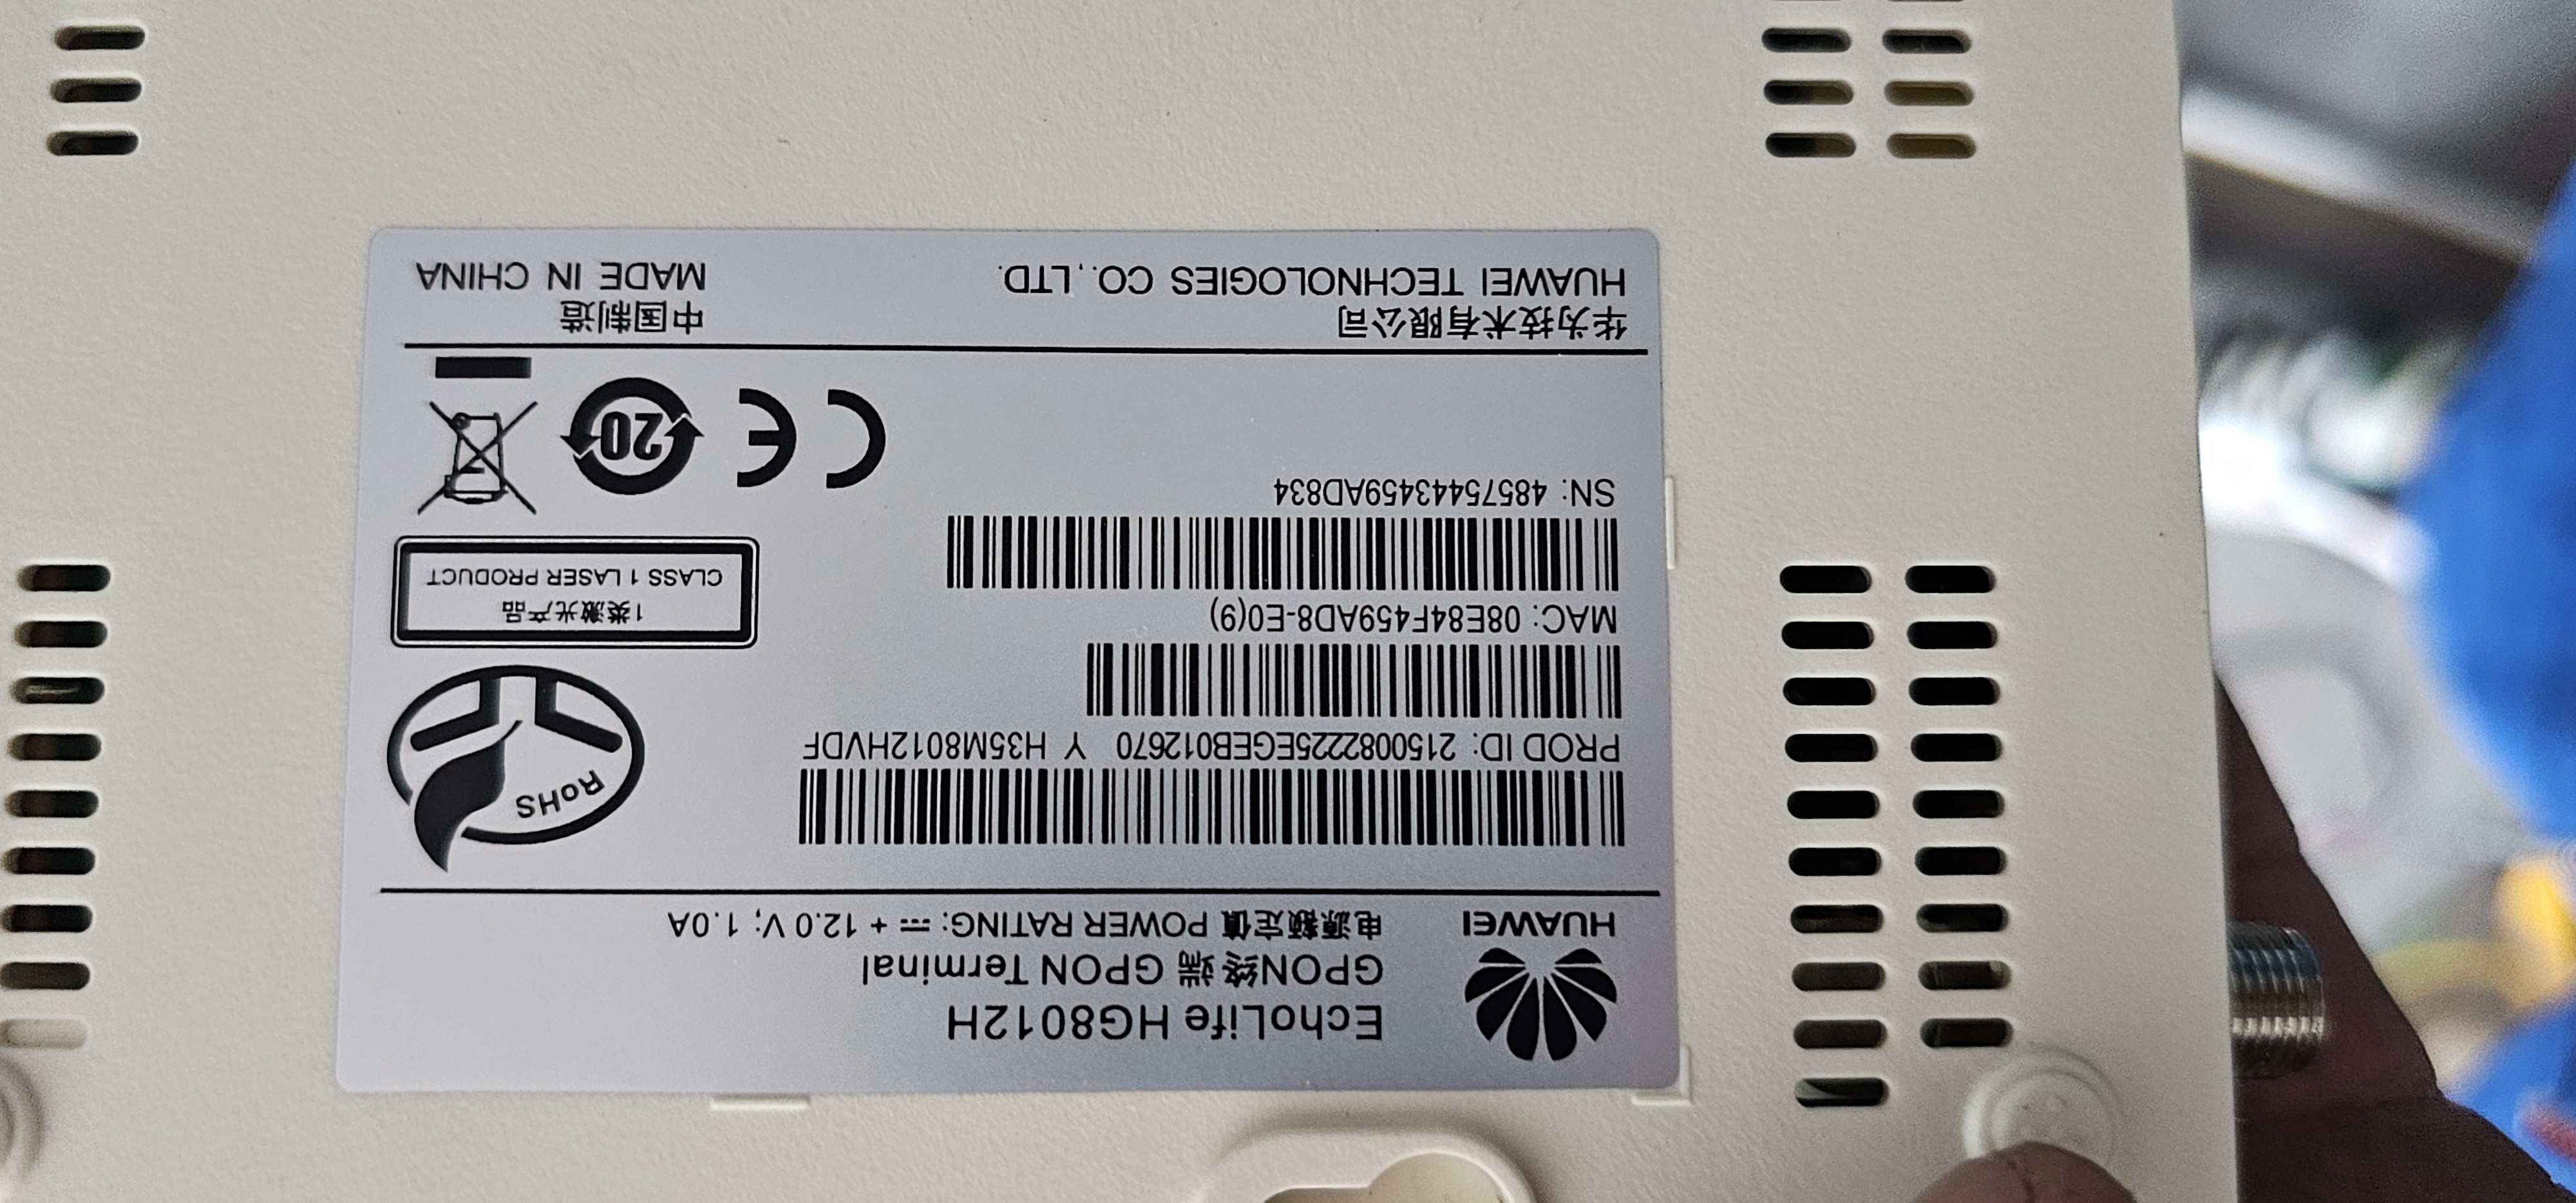 EchoLife HG8012H
GPON终端 GPON Terminal
HUAWEI
电源额定值 POWER RATING: ⎓ + 12.0 V; 1.0A
PROD ID: 2150082225EGEB012670 Y H35M8012HVDF
MAC: 08E84F459AD8-E0(9)
SN: 48575443459AD834
RoHS
1类激光产品
CLASS 1 LASER PRODUCT
CE
20
华为技术有限公司
HUAWEI TECHNOLOGIES CO., LTD.
中国制造
MADE IN CHINA